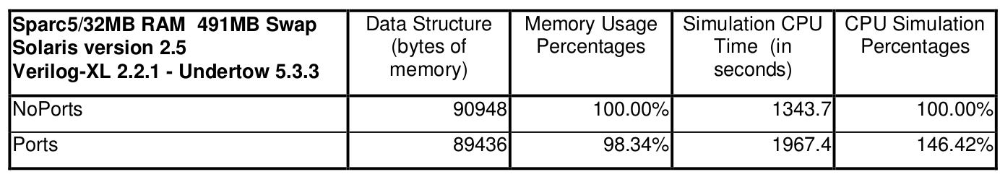 Sparc5/32MB RAM  491MB Swap
Solaris version 2.5
Verilog-XL 2.2.1 - Undertow 5.3.3
Data Structure
(bytes of
memory)
Memory Usage
Percentages
Simulation CPU
Time  (in
seconds)
CPU Simulation
Percentages
NoPorts 90948 100.00% 1343.7 100.00%
Ports 89436 98.34% 1967.4 146.42%